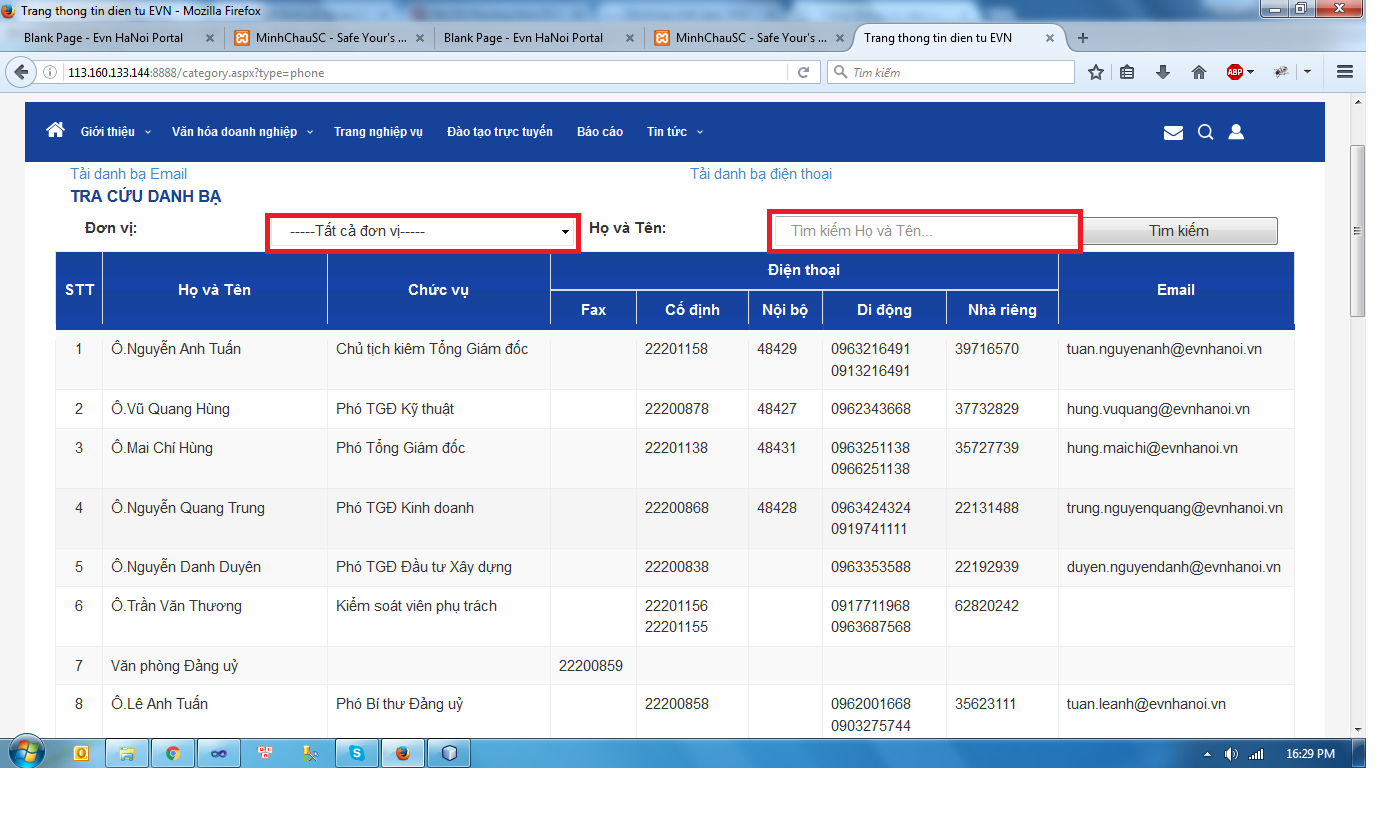 Trang thong tin dien tu EVN - Mozilla Firefox
Blank Page - Evn HaNoi Portal MinhChauSC - Safe Your's ... Blank Page - Evn HaNoi Portal MinhChauSC - Safe Your's ... Trang thong tin dien tu EVN
113.160.133.144:8888/category.aspx?type=phone Tìm kiếm ABP
Giới thiệu Văn hóa doanh nghiệp Trang nghiệp vụ Đào tạo trực tuyến Báo cáo Tin tức
Tải danh bạ Email Tải danh bạ điện thoại
TRA CỨU DANH BẠ
Đơn vị: -----Tất cả đơn vị----- Họ và Tên: Tìm kiếm Họ và Tên... Tìm kiếm
STT Họ và Tên Chức vụ Điện thoại Email
Fax Cố định Nội bộ Di động Nhà riêng
1 Ô.Nguyễn Anh Tuấn Chủ tịch kiêm Tổng Giám đốc 22201158 48429 0963216491 39716570 tuan.nguyenanh@evnhanoi.vn
0913216491
2 Ô.Vũ Quang Hùng Phó TGĐ Kỹ thuật 22200878 48427 0962343668 37732829 hung.vuquang@evnhanoi.vn
3 Ô.Mai Chí Hùng Phó Tổng Giám đốc 22201138 48431 0963251138 35727739 hung.maichi@evnhanoi.vn
0966251138
4 Ô.Nguyễn Quang Trung Phó TGĐ Kinh doanh 22200868 48428 0963424324 22131488 trung.nguyenquang@evnhanoi.vn
0919741111
5 Ô.Nguyễn Danh Duyên Phó TGĐ Đầu tư Xây dựng 22200838 0963353588 22192939 duyen.nguyendanh@evnhanoi.vn
6 Ô.Trần Văn Thương Kiểm soát viên phụ trách 22201156 0917711968 62820242
22201155 0963687568
7 Văn phòng Đảng uỷ 22200859
8 Ô.Lê Anh Tuấn Phó Bí thư Đảng uỷ 22200858 0962001668 35623111 tuan.leanh@evnhanoi.vn
0903275744
16:29 PM